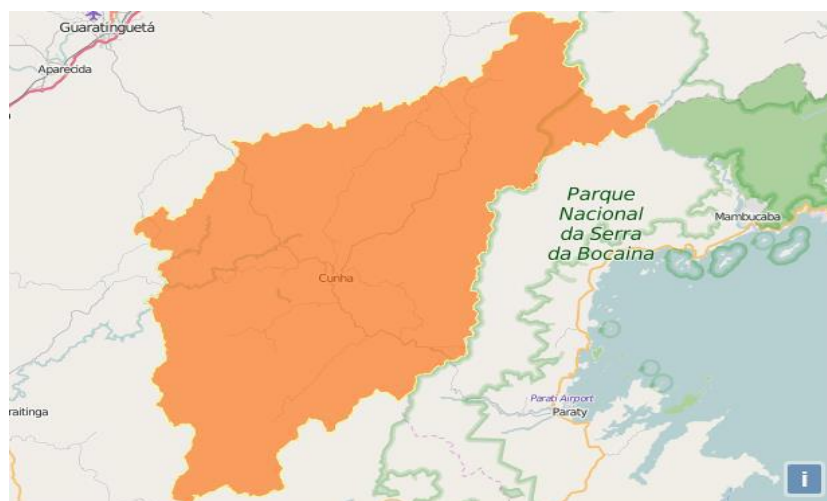 Guaratinguetá
Aparecida
Parque
Nacional
da Serra
da Bocaina
Mambucaba
Cunha
Parati Airport
raitinga
Paraty
i